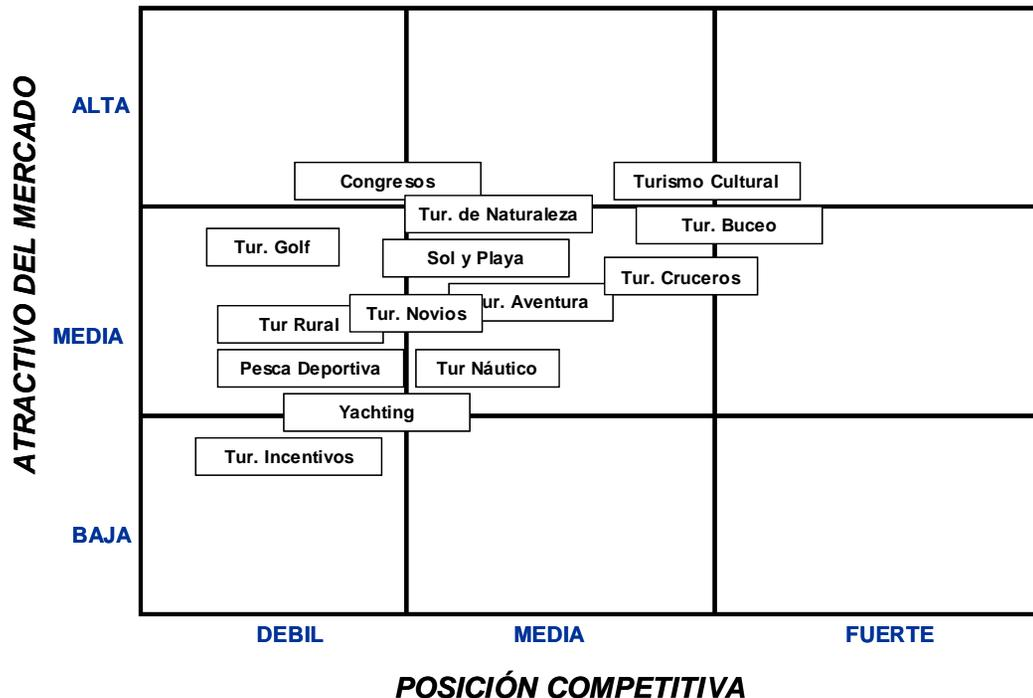 ATRACTIVO DEL MERCADO
ALTA
Congresos
Turismo Cultural
Tur. de Naturaleza
Tur. Buceo
Tur. Golf
Sol y Playa
Tur. Cruceros
ur. Aventura
Tur. Novios
Tur Rural
MEDIA
Pesca Deportiva
Tur Náutico
Yachting
Tur. Incentivos
BAJA
DEBIL
MEDIA
FUERTE
POSICIÓN COMPETITIVA